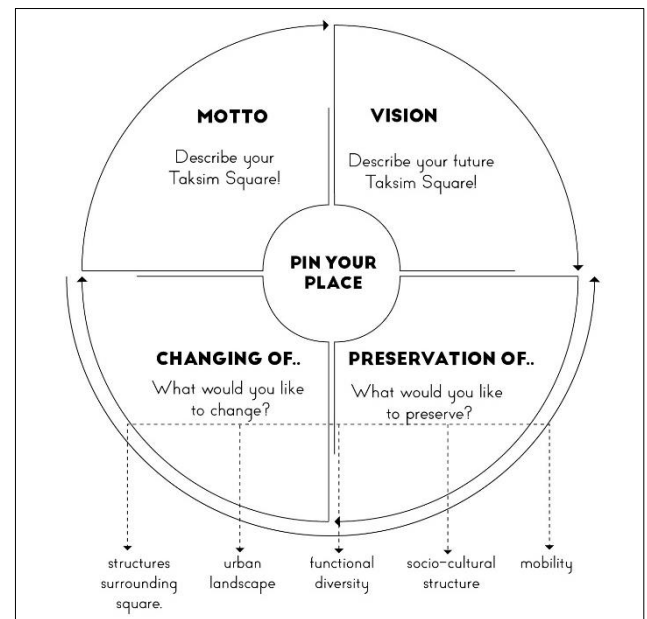 MOTTO
Describe your
Taksim Square!
VISION
Describe your future
Taksim Square!
PIN YOUR
PLACE
CHANGING OF..
What would you like
to change?
PRESERVATION OF..
What would you like
to preserve?
structures
surrounding
square.
urban
landscape
functional
diversity
socio-cultural
structure
mobility